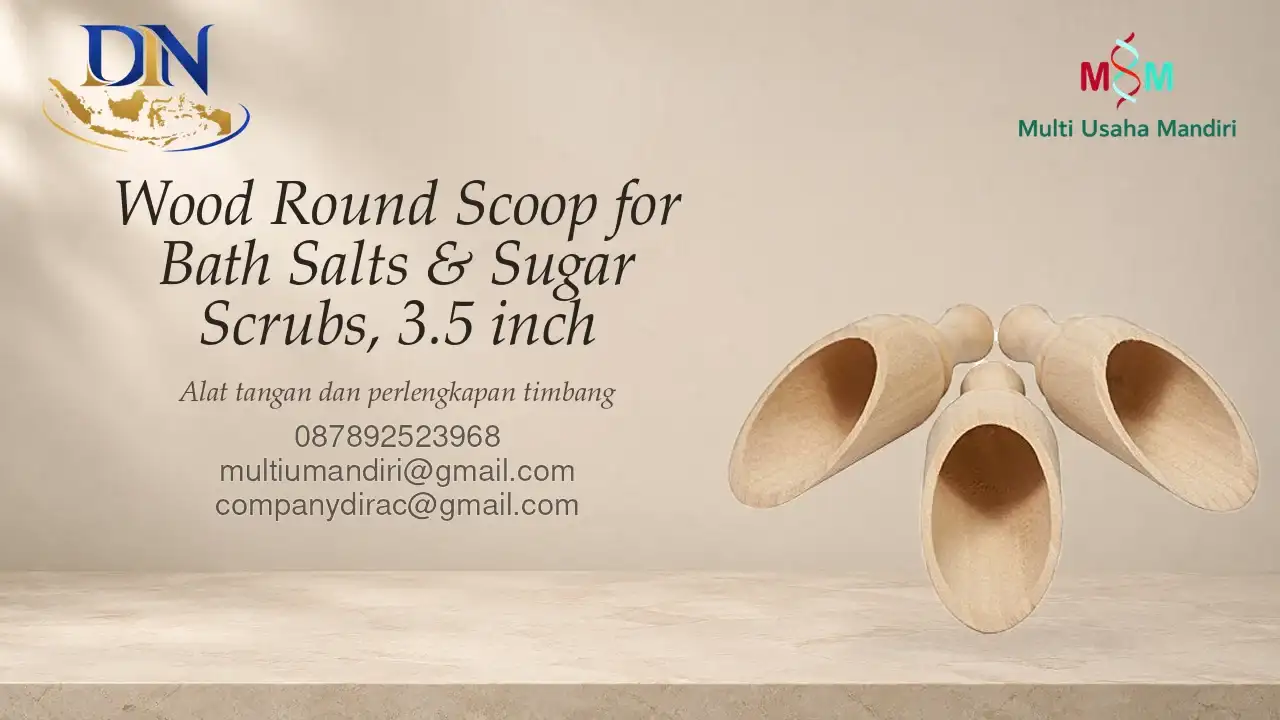 DN
MSM
Multi Usaha Mandiri
Wood Round Scoop for
Bath Salts & Sugar
Scrubs, 3.5 inch
Alat tangan dan perlengkapan timbang
087892523968
multiumandiri@gmail.com
companydirac@gmail.com